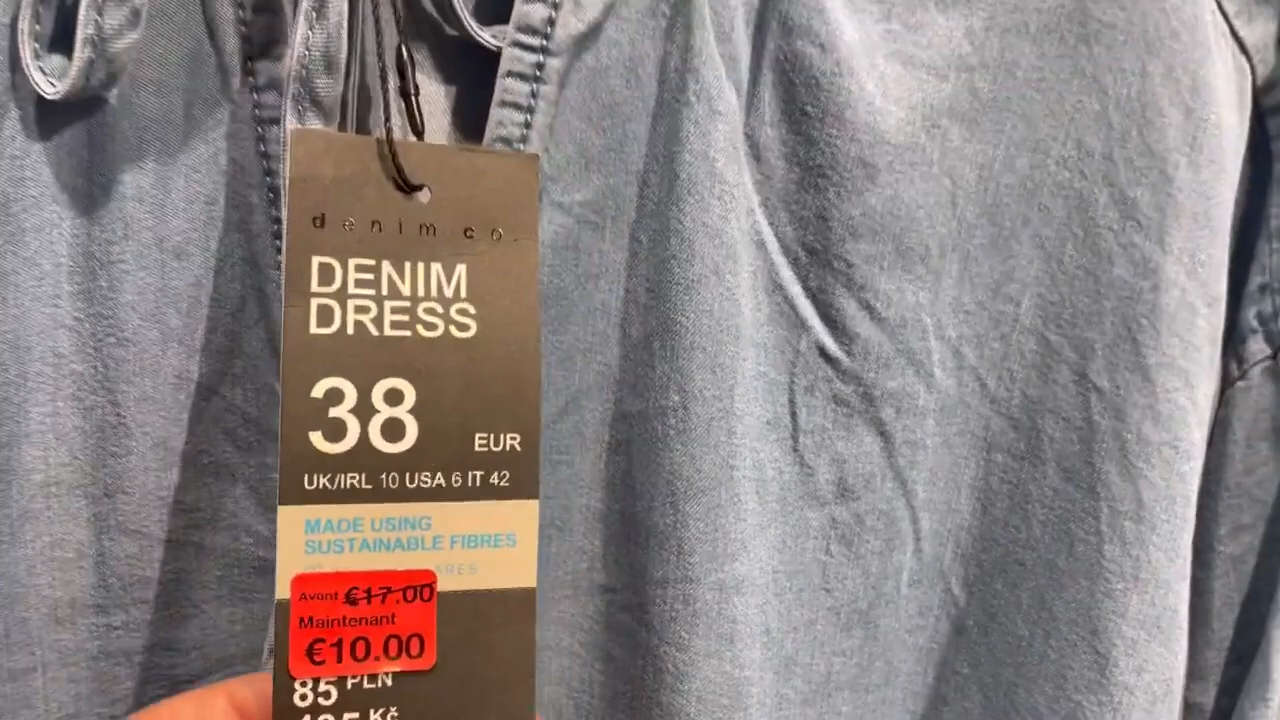 denim co.
DENIM
DRESS
38 EUR
UK/IRL 10 USA 6 IT 42
MADE USING
SUSTAINABLE FIBRES
Avant €17.00
Maintenant
€10.00
85 PLN
Kč